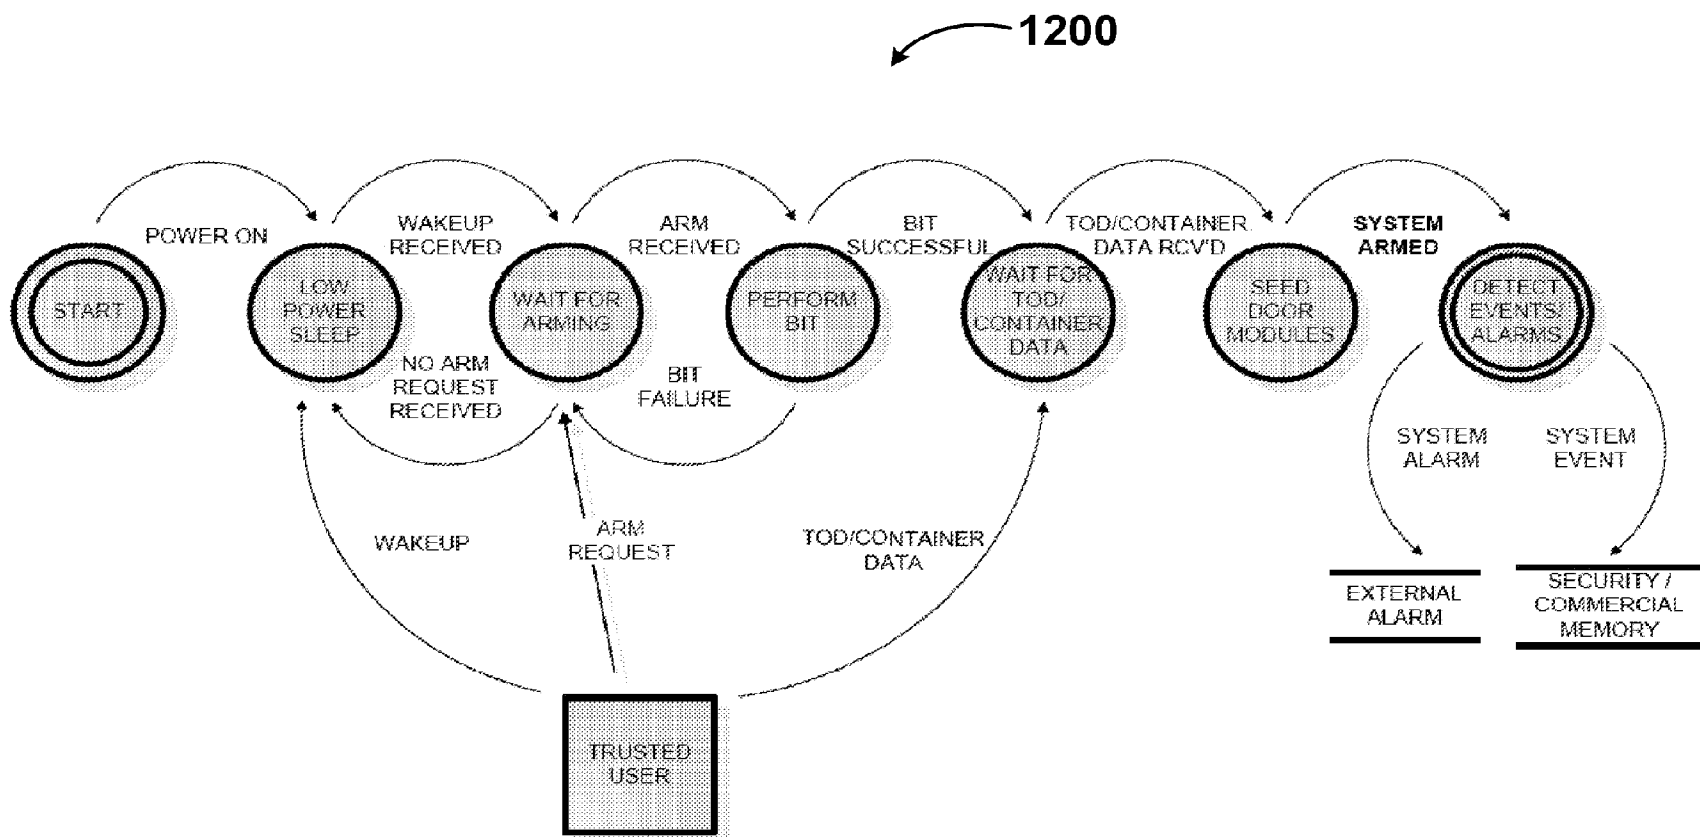 1200
POWER ON
WAKEUP
RECEIVED
ARM
RECEIVED
BIT
SUCCESSFUL
TOD/CONTAINER
DATA RCV'D
SYSTEM
ARMED
START
LOW
POWER
SLEEP
WAIT FOR
ARMING
PERFORM
BIT
WAIT FOR
TOD/
CONTAINER
DATA
SEED
DOOR
MODULES
DETECT
EVENTS/
ALARMS
NO ARM
REQUEST
RECEIVED
BIT
FAILURE
SYSTEM
ALARM
SYSTEM
EVENT
WAKEUP
ARM
REQUEST
TOD/CONTAINER
DATA
EXTERNAL
ALARM
SECURITY /
COMMERCIAL
MEMORY
TRUSTED
USER